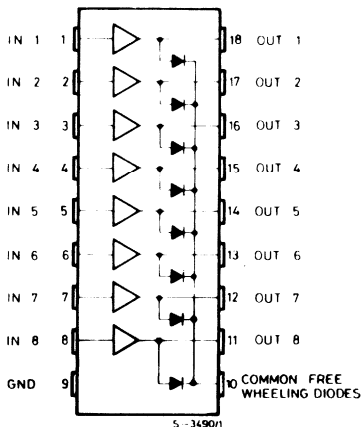 IN 1 1 18 OUT 1
IN 2 2 17 OUT 2
IN 3 3 16 OUT 3
IN 4 4 15 OUT 4
IN 5 5 14 OUT 5
IN 6 6 13 OUT 6
IN 7 7 12 OUT 7
IN 8 8 11 OUT 8
GND 9 10 COMMON FREE
WHEELING DIODES